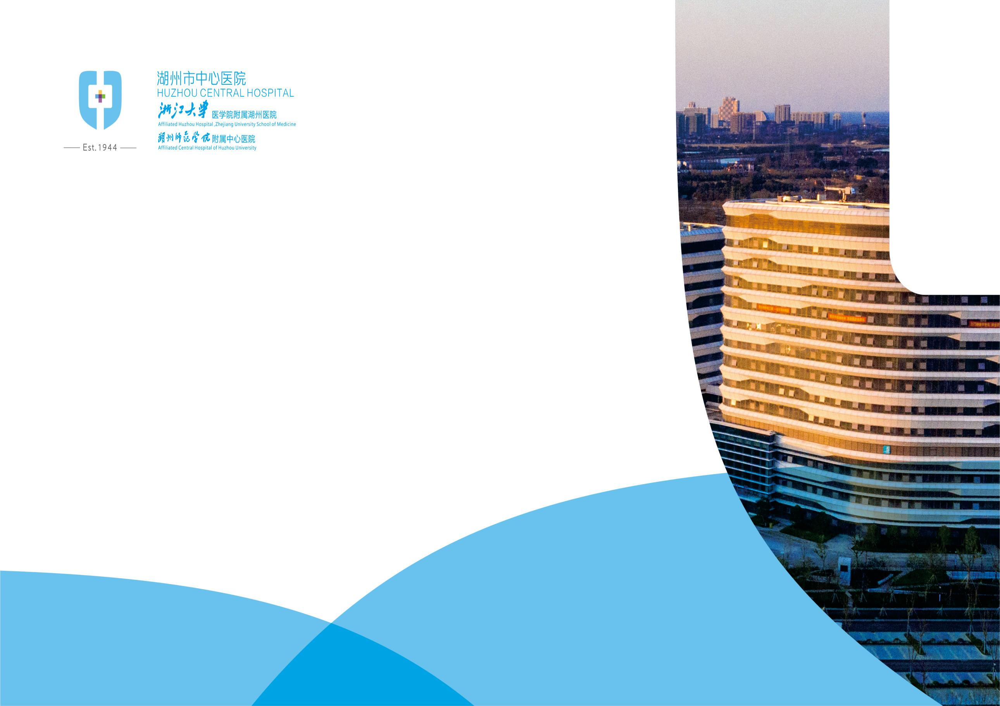 湖州市中心医院
HUZHOU CENTRAL HOSPITAL
浙江大学 医学院附属湖州医院
Affiliated Huzhou Hospital ,Zhejiang University School of Medicine
湖州师范学院 附属中心医院
Affiliated Central Hospital of Huzhou University
Est.1944